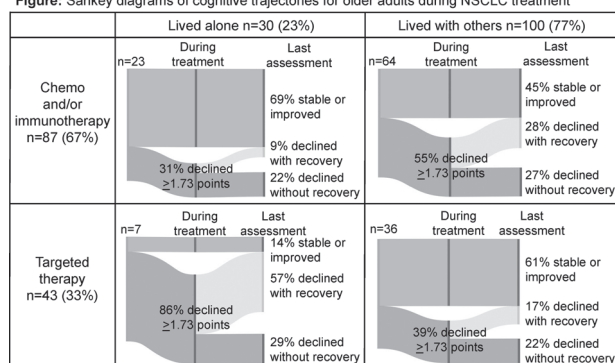 Figure: Sankey diagrams of cognitive trajectories for older adults during NSCLC treatment
Lived alone n=30 (23%)
Lived with others n=100 (77%)
Chemo
and/or
immunotherapy
n=87 (67%)
n=23
During
treatment
Last
assessment
69% stable or
improved
9% declined
with recovery
31% declined
≥1.73 points
22% declined
without recovery
n=64
During
treatment
Last
assessment
45% stable or
improved
28% declined
with recovery
55% declined
≥1.73 points
27% declined
without recovery
Targeted
therapy
n=43 (33%)
n=7
During
treatment
Last
assessment
14% stable or
improved
57% declined
with recovery
86% declined
≥1.73 points
29% declined
without recovery
n=36
During
treatment
Last
assessment
61% stable or
improved
17% declined
with recovery
39% declined
≥1.73 points
22% declined
without recovery